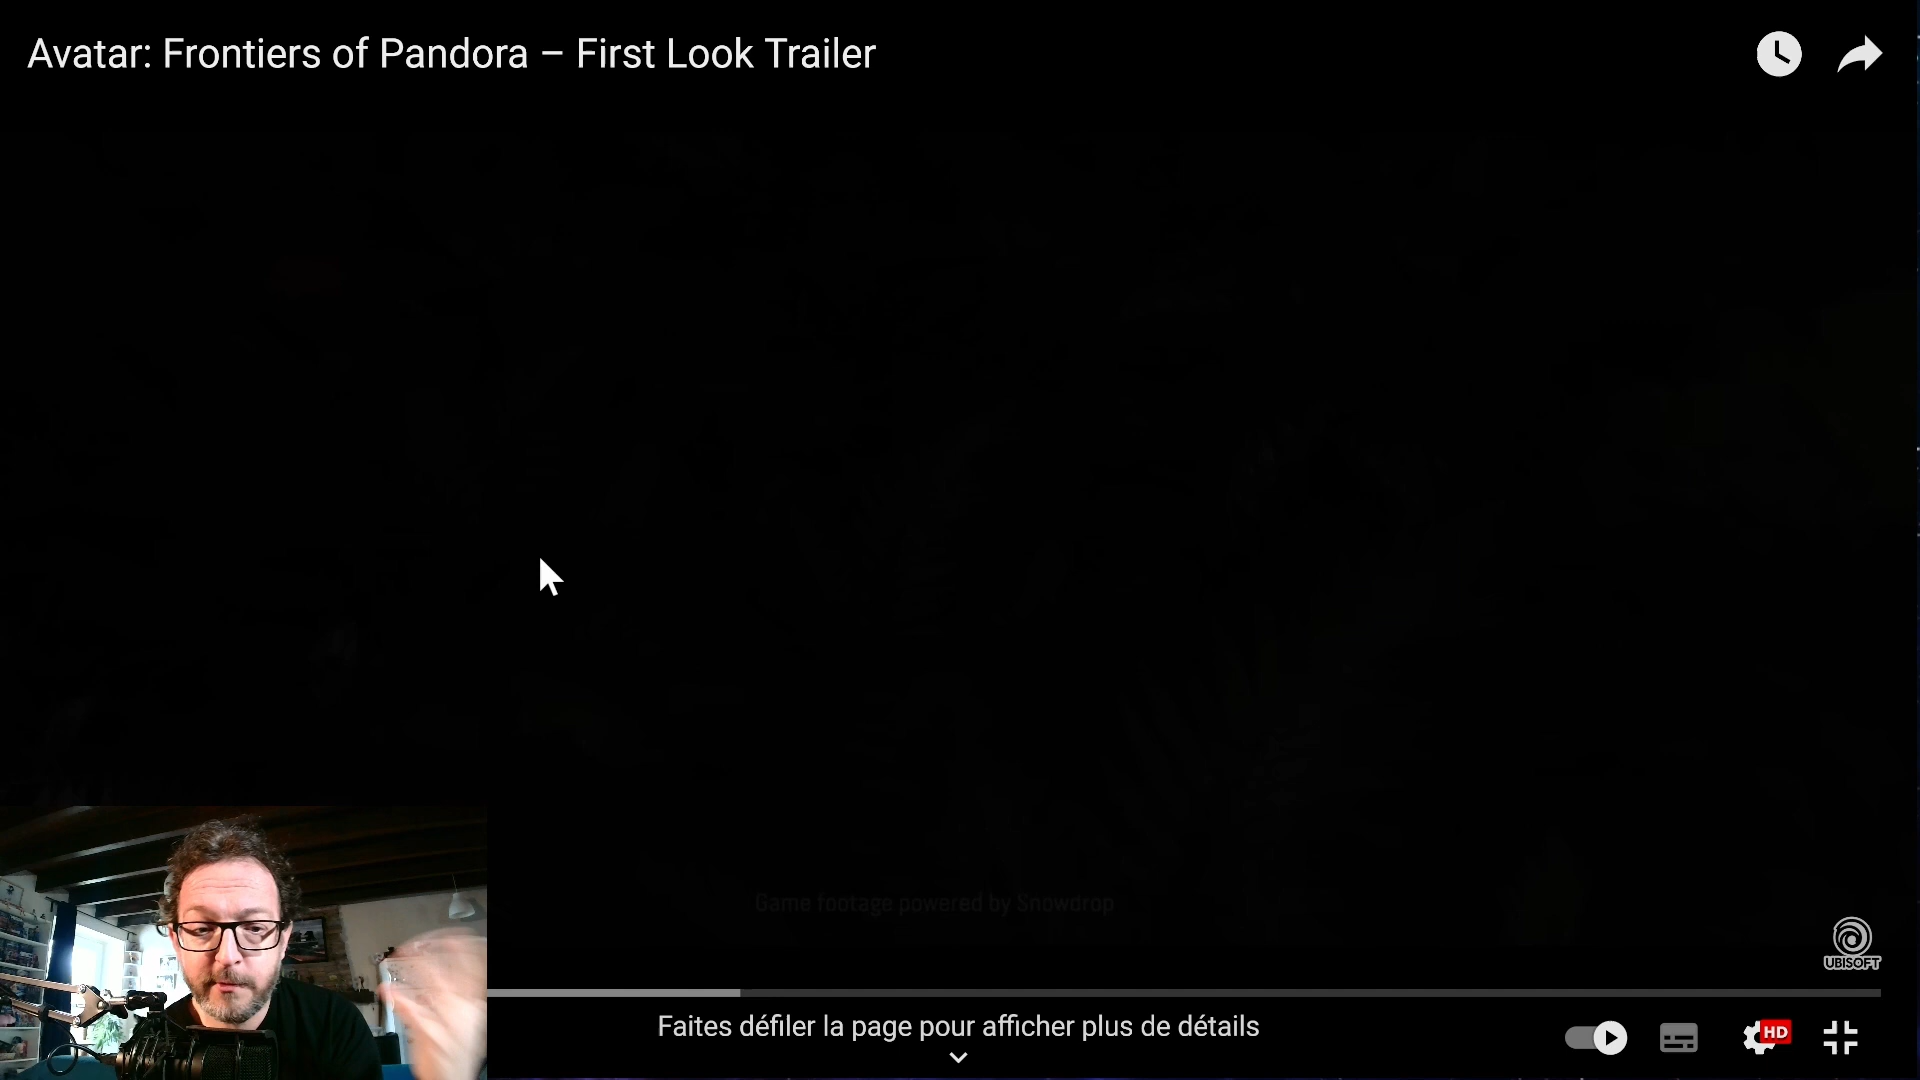 Avatar: Frontiers of Pandora – First Look Trailer
Game footage powered by Snowdrop
UBISOFT
Faites défiler la page pour afficher plus de détails
HD